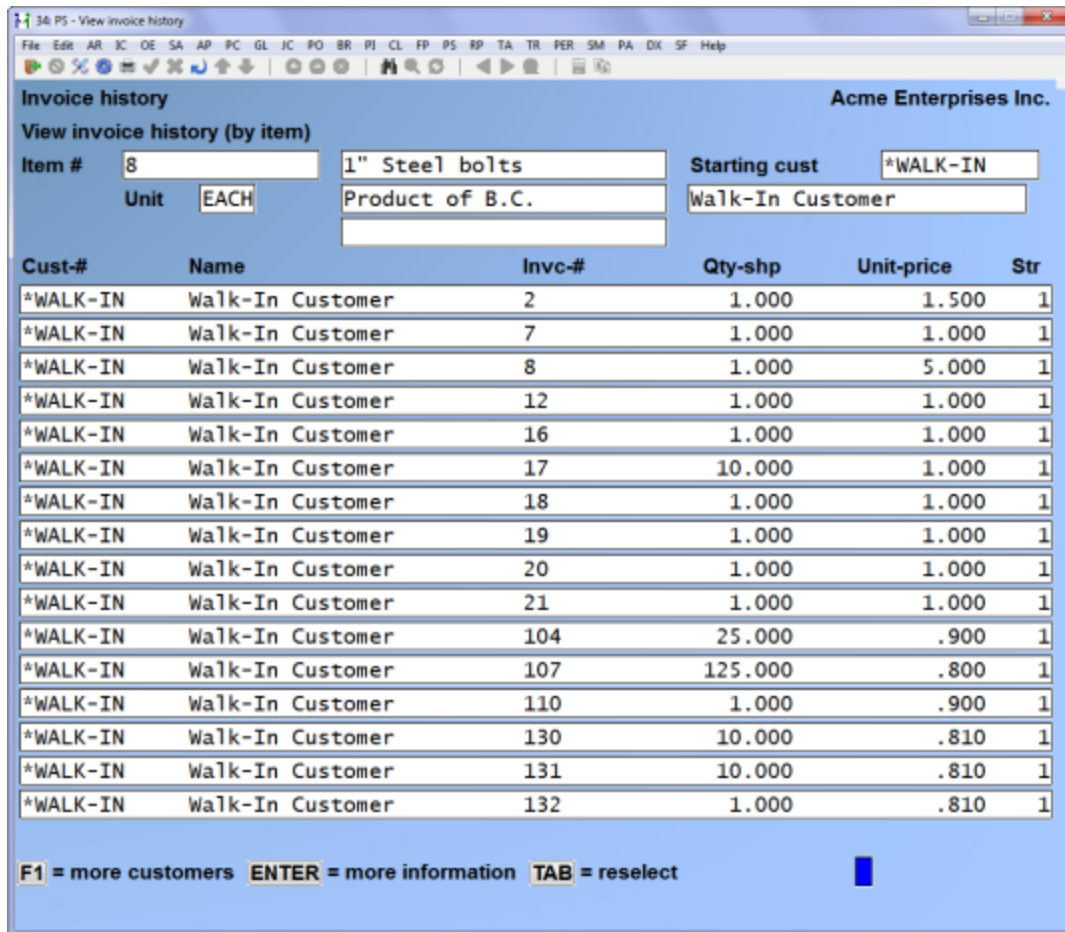 34: PS - View invoice history
File Edit AR IC OE SA AP PC GL JC PO BR PI CL FP PS RP TA TR PER SM PA DX SF Help
Invoice history Acme Enterprises Inc.
View invoice history (by item)
Item # 8 1" Steel bolts Starting cust *WALK-IN
Unit EACH Product of B.C. Walk-In Customer
Cust-# Name Invc-# Qty-shp Unit-price Str
*WALK-IN Walk-In Customer 2 1.000 1.500 1
*WALK-IN Walk-In Customer 7 1.000 1.000 1
*WALK-IN Walk-In Customer 8 1.000 5.000 1
*WALK-IN Walk-In Customer 12 1.000 1.000 1
*WALK-IN Walk-In Customer 16 1.000 1.000 1
*WALK-IN Walk-In Customer 17 10.000 1.000 1
*WALK-IN Walk-In Customer 18 1.000 1.000 1
*WALK-IN Walk-In Customer 19 1.000 1.000 1
*WALK-IN Walk-In Customer 20 1.000 1.000 1
*WALK-IN Walk-In Customer 21 1.000 1.000 1
*WALK-IN Walk-In Customer 104 25.000 .900 1
*WALK-IN Walk-In Customer 107 125.000 .800 1
*WALK-IN Walk-In Customer 110 1.000 .900 1
*WALK-IN Walk-In Customer 130 10.000 .810 1
*WALK-IN Walk-In Customer 131 10.000 .810 1
*WALK-IN Walk-In Customer 132 1.000 .810 1
F1 = more customers ENTER = more information TAB = reselect